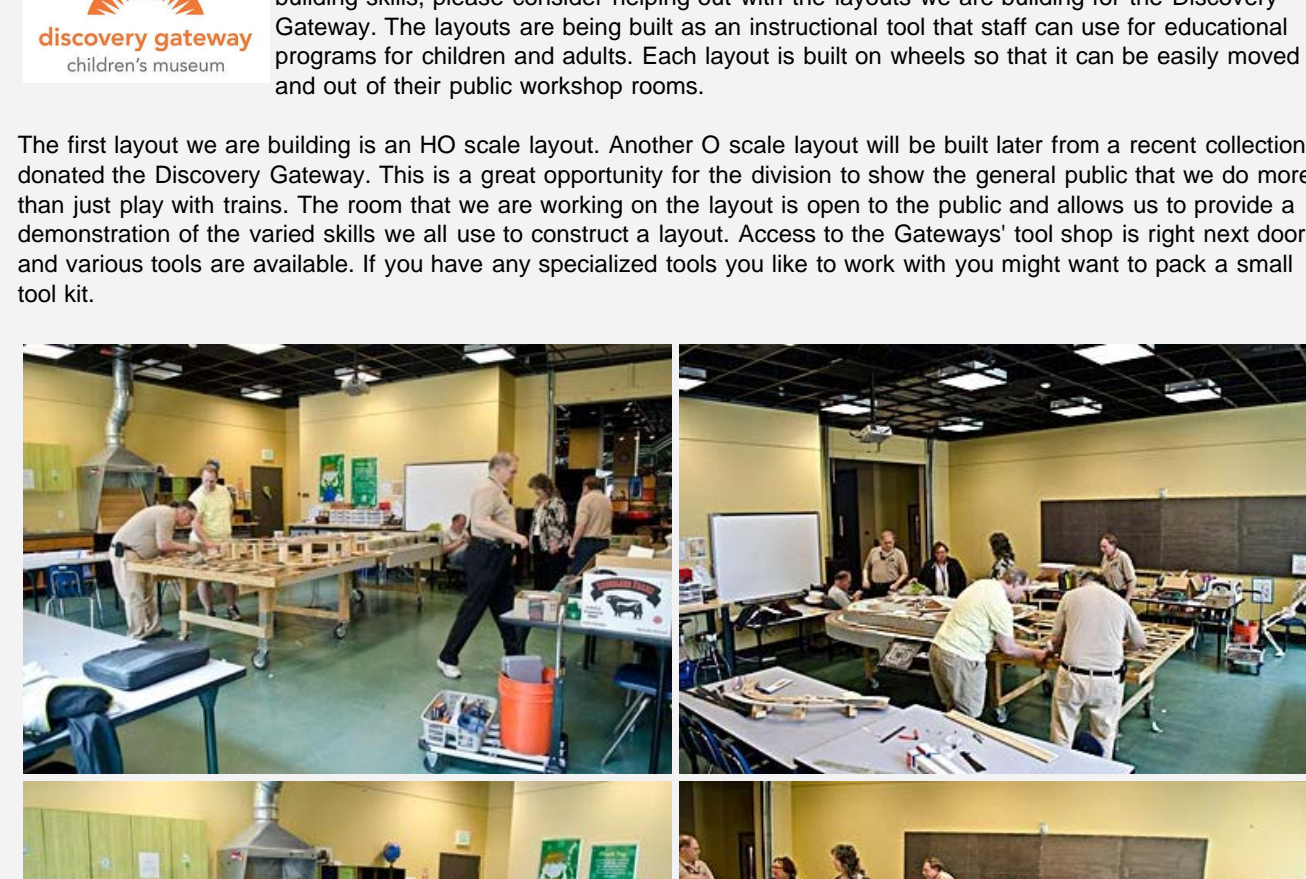 building skills, please consider helping out with the layouts we are building for the Discovery
discovery gateway
children's museum
Gateway. The layouts are being built as an instructional tool that staff can use for educational
programs for children and adults. Each layout is built on wheels so that it can be easily moved
and out of their public workshop rooms.
The first layout we are building is an HO scale layout. Another O scale layout will be built later from a recent collection
donated the Discovery Gateway. This is a great opportunity for the division to show the general public that we do more
than just play with trains. The room that we are working on the layout is open to the public and allows us to provide a
demonstration of the varied skills we all use to construct a layout. Access to the Gateways' tool shop is right next door
and various tools are available. If you have any specialized tools you like to work with you might want to pack a small
tool kit.